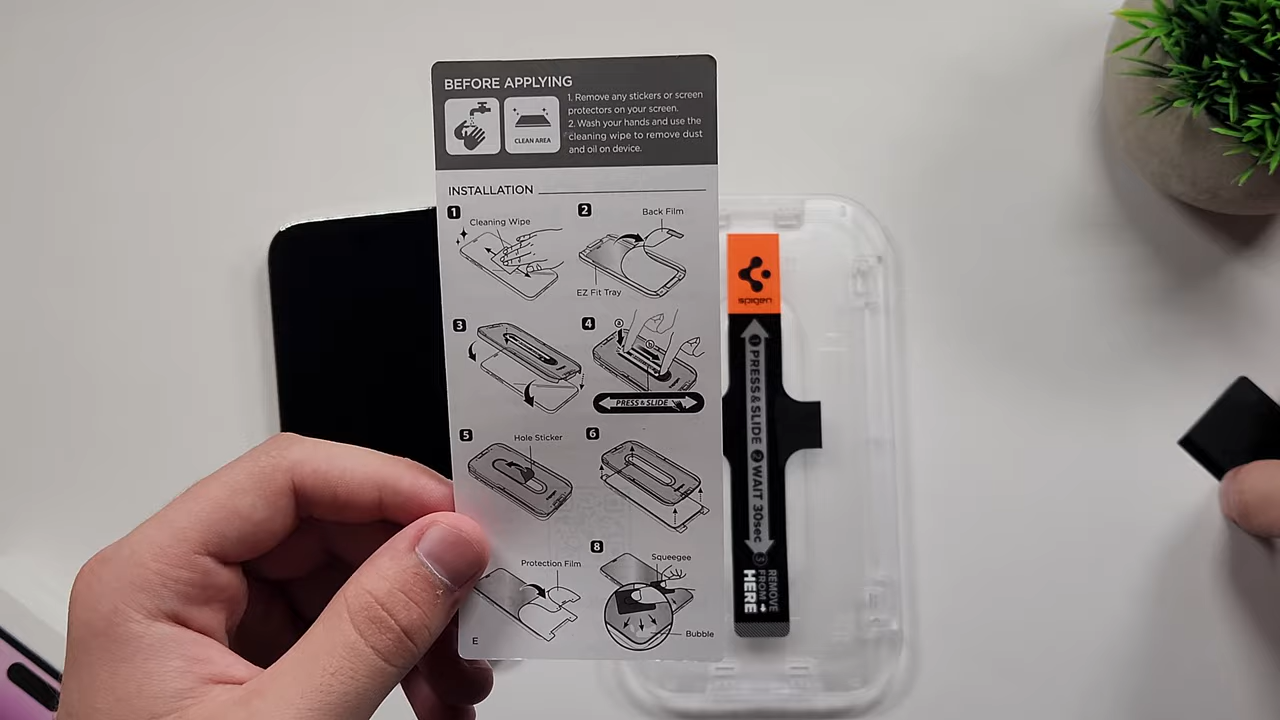 BEFORE APPLYING
CLEAN AREA
1. Remove any stickers or screen
protectors on your screen.
2. Wash your hands and use the
cleaning wipe to remove dust
and oil on device.
INSTALLATION
1
Cleaning Wipe
2
Back Film
EZ Fit Tray
3
4
a
b
PRESS & SLIDE
5
Hole Sticker
6
Protection Film
8
Squeegee
Bubble
E
spigen
1 PRESS&SLIDE 2 WAIT 30sec
3 REMOVE
FROM
HERE